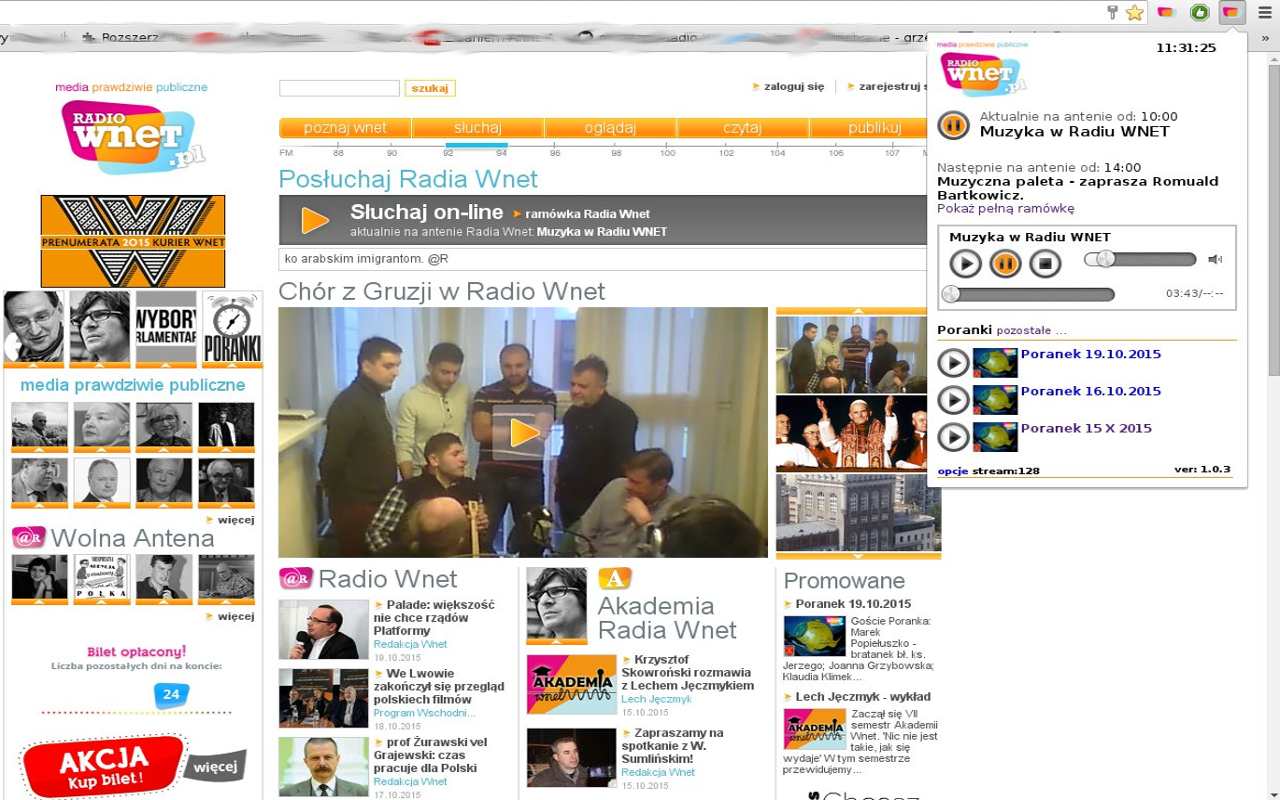 Rozszerz
grze
»
media prawdziwie publiczne
RADIO
wnet
.pl
szukaj
zaloguj się
zarejestruj s
poznaj wnet
słuchaj
oglądaj
czytaj
publikuj
FM 88 90 92 94 96 98 100 102 104 106 107
Posłuchaj Radia Wnet
Słuchaj on-line
ramówka Radia Wnet
aktualnie na antenie Radia Wnet: Muzyka w Radiu WNET
ko arabskim imigrantom. @R
PRENUMERATA 2015 KURIER WNET
WYBORY
RLAMENTAR
PORANKI
media prawdziwie publiczne
więcej
@R Wolna Antena
POLKA
więcej
Bilet opłacony!
Liczba pozostałych dni na koncie:
24
AKCJA
Kup bilet!
więcej
Chór z Gruzji w Radio Wnet
@R Radio Wnet
Palade: większość
nie chce rządów
Platformy
Redakcja Wnet
19.10.2015
We Lwowie
zakończył się przegląd
polskiech filmów
Program Wschodni...
18.10.2015
prof Żurawski vel
Grajewski: czas
pracuje dla Polski
Redakcja Wnet
17.10.2015
A
Akademia
Radia Wnet
AKADEMIA
wnet
Krzysztof
Skowroński rozmawia
z Lechem Jęczmykiem
Lech Jęczmyk
15.10.2015
Zapraszamy na
spotkanie z W.
Sumlińskim!
Redakcja Wnet
15.10.2015
Promowane
Poranek 19.10.2015
Goście Poranka:
Marek
Popiełuszko -
bratanek bł. ks.
Jerzego; Joanna Grzybowska;
Klaudia Klimek...
Lech Jęczmyk - wykład
AKADEMIA
wnet
Zaczął się VII
semestr Akademii
Wnet. 'Nic nie jest
takie, jak się
wydaje' W tym semestrze
przewidujemy...
media prawdziwie publiczne
RADIO
wnet
.pl
11:31:25
Aktualnie na antenie od: 10:00
Muzyka w Radiu WNET
Następnie na antenie od: 14:00
Muzyczna paleta - zaprasza Romuald
Bartkowicz.
Pokaż pełną ramówkę
Muzyka w Radiu WNET
03:43/--:--
Poranki pozostałe ...
Poranek 19.10.2015
Poranek 16.10.2015
Poranek 15 X 2015
opcje stream:128
ver: 1.0.3